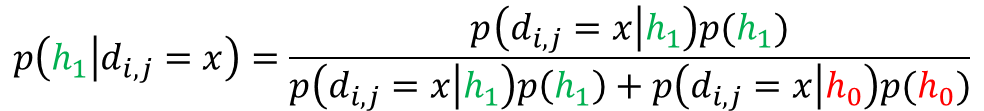 p(h₁|dᵢ,ⱼ = x) = p(dᵢ,ⱼ = x|h₁)p(h₁)
p(dᵢ,ⱼ = x|h₁)p(h₁) + p(dᵢ,ⱼ = x|h₀)p(h₀)